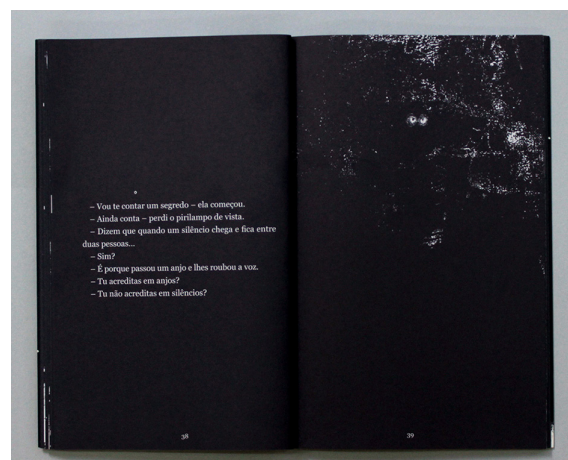 – Vou te contar um segredo – ela começou.
– Ainda conta – perdi o pirilampo de vista.
– Dizem que quando um silêncio chega e fica entre
duas pessoas...
– Sim?
– É porque passou um anjo e lhes roubou a voz.
– Tu acreditas em anjos?
– Tu não acreditas em silêncios?
38
39